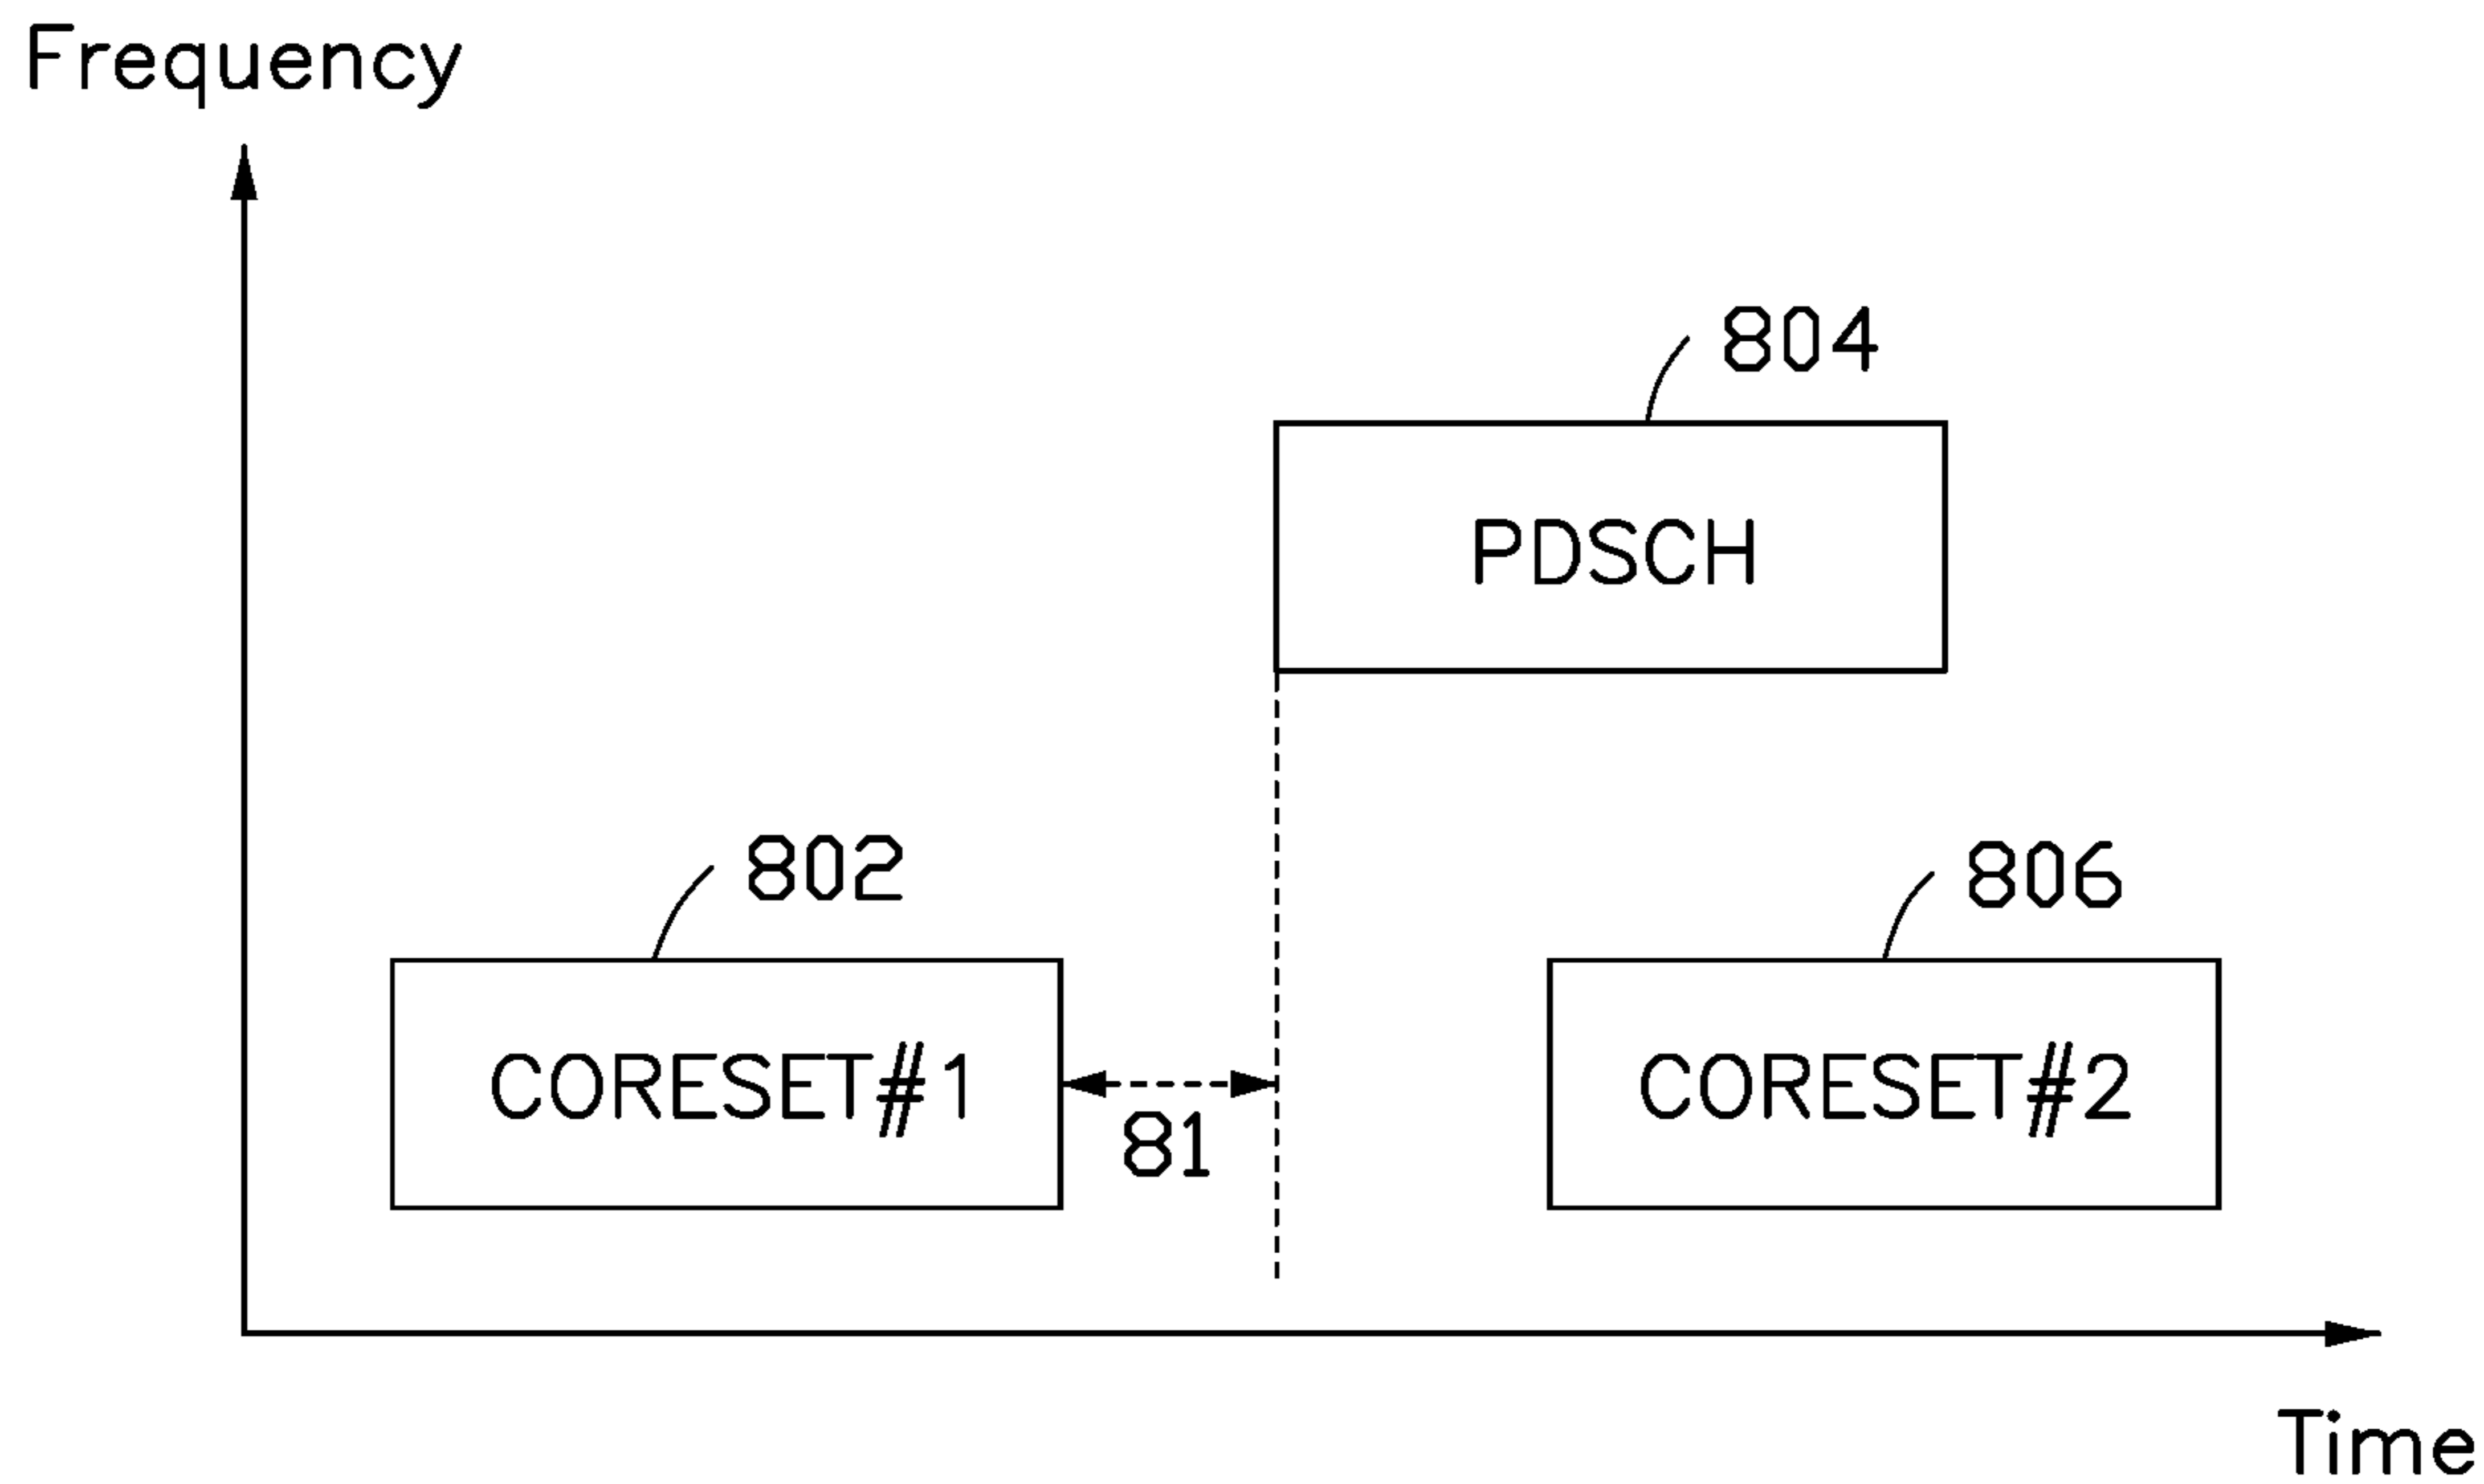 Frequency
804
PDSCH
802
806
CORESET#1
CORESET#2
81
Time